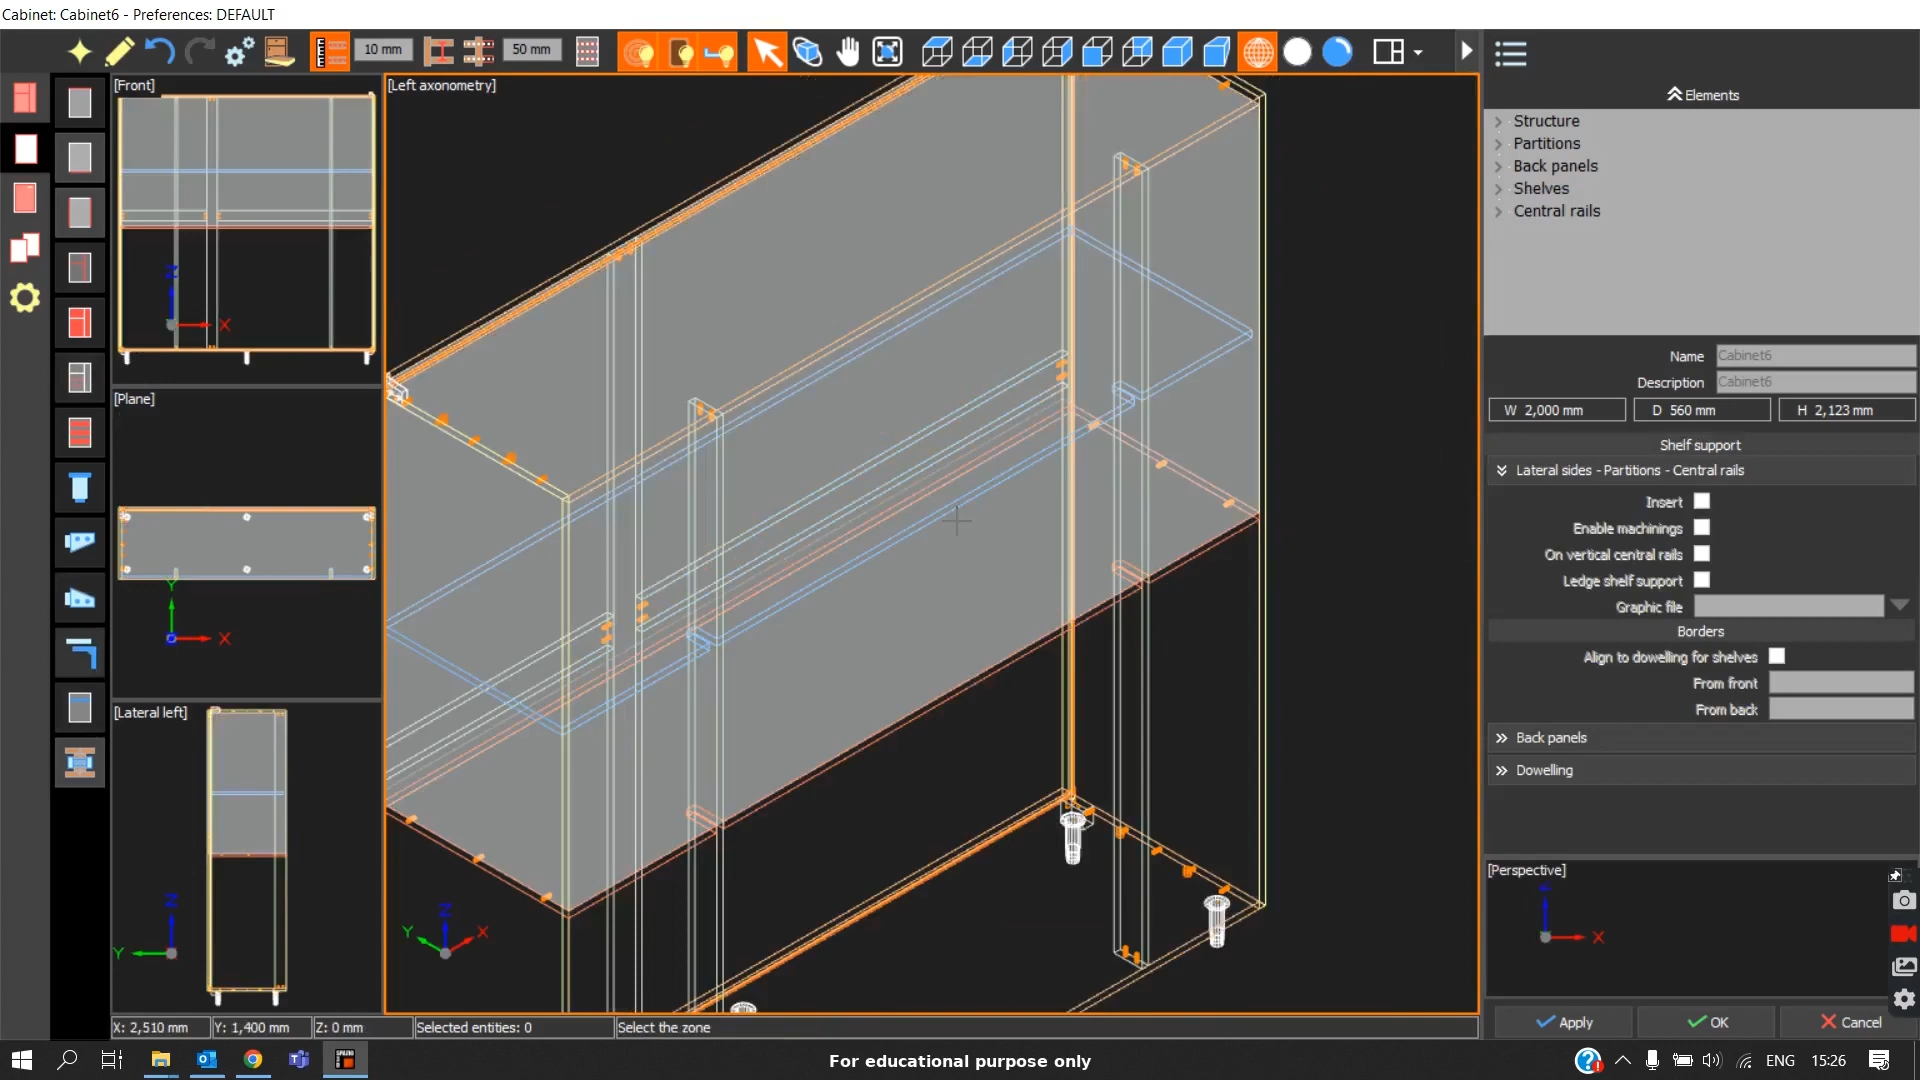 Cabinet: Cabinet6 - Preferences: DEFAULT
10 mm
50 mm
[Front]
Z
X
[Plane]
Y
X
[Lateral left]
Z
Y
[Left axonometry]
Y
Z
X
Elements
Structure
Partitions
Back panels
Shelves
Central rails
Name Cabinet6
Description Cabinet6
W 2,000 mm D 560 mm H 2,123 mm
Shelf support
Lateral sides - Partitions - Central rails
Insert
Enable machinings
On vertical central rails
Ledge shelf support
Graphic file
Borders
Align to dowelling for shelves
From front
From back
Back panels
Dowelling
[Perspective]
Z
X
Apply OK Cancel
X: 2,510 mm Y: 1,400 mm Z: 0 mm Selected entities: 0 Select the zone
For educational purpose only
ENG 15:26